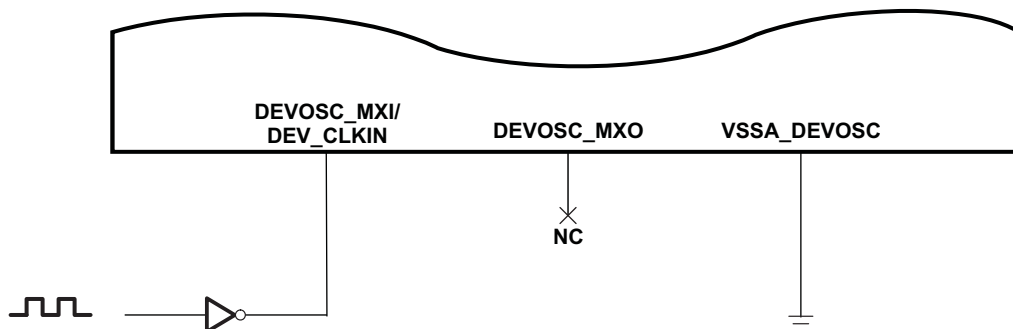 DEVOSC_MXI/
DEV_CLKIN
DEVOSC_MXO
VSSA_DEVOSC
NC